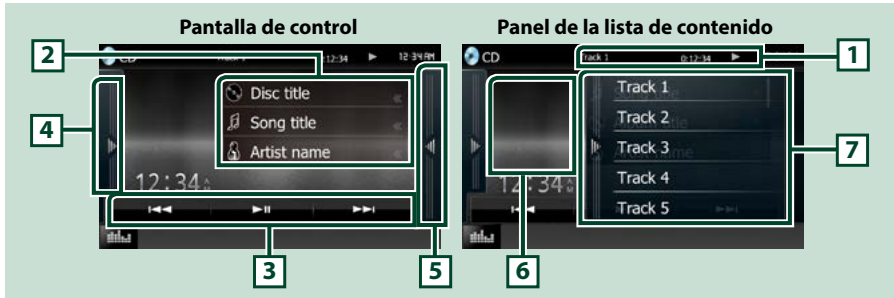 Pantalla de control
Panel de la lista de contenido
2
CD
12:34 AM
Disc title
Song title
Artist name
4
12:34
3
5
CD
Track 1 0:12:34
1
Track 1
Track 2
Track 3
Track 4
Track 5
7
12:34
6